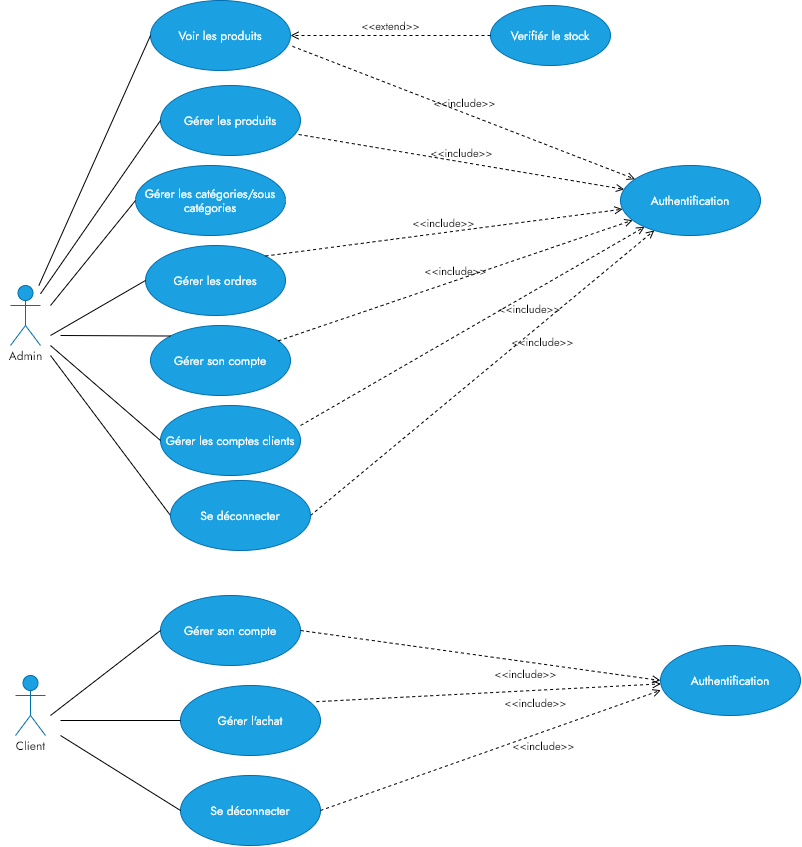 <<extend>>
Voir les produits
Verifiér le stock
<<include>>
Gérer les produits
<<include>>
Gérer les catégories/sous
catégories
Authentification
<<include>>
<<include>>
Gérer les ordres
<<include>>
<<include>>
Admin
Gérer son compte
Gérer les comptes clients
Se déconnecter
Gérer son compte
<<include>>
Authentification
<<include>>
Gérer l'achat
Client
<<include>>
Se déconnecter